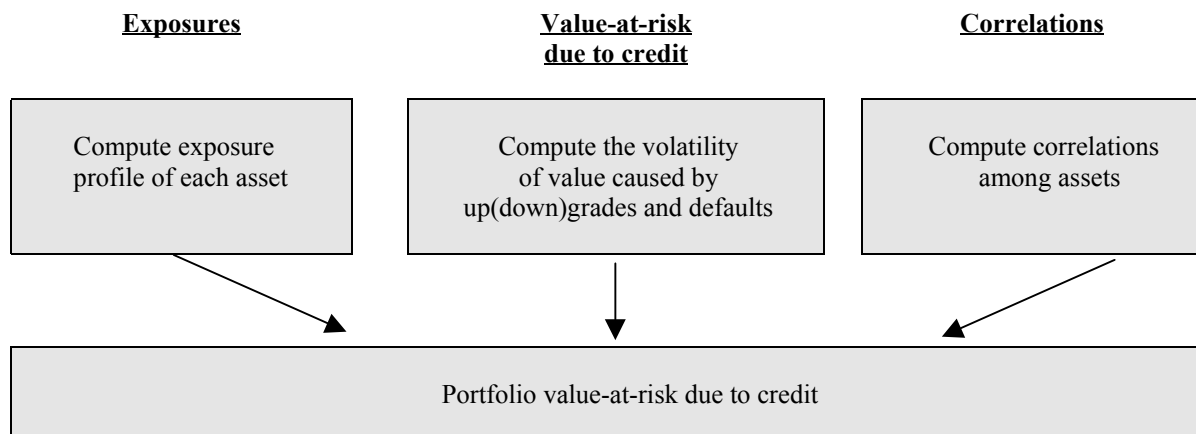 Exposures
Value-at-risk
due to credit
Correlations
Compute exposure
profile of each asset
Compute the volatility
of value caused by
up(down)grades and defaults
Compute correlations
among assets
Portfolio value-at-risk due to credit